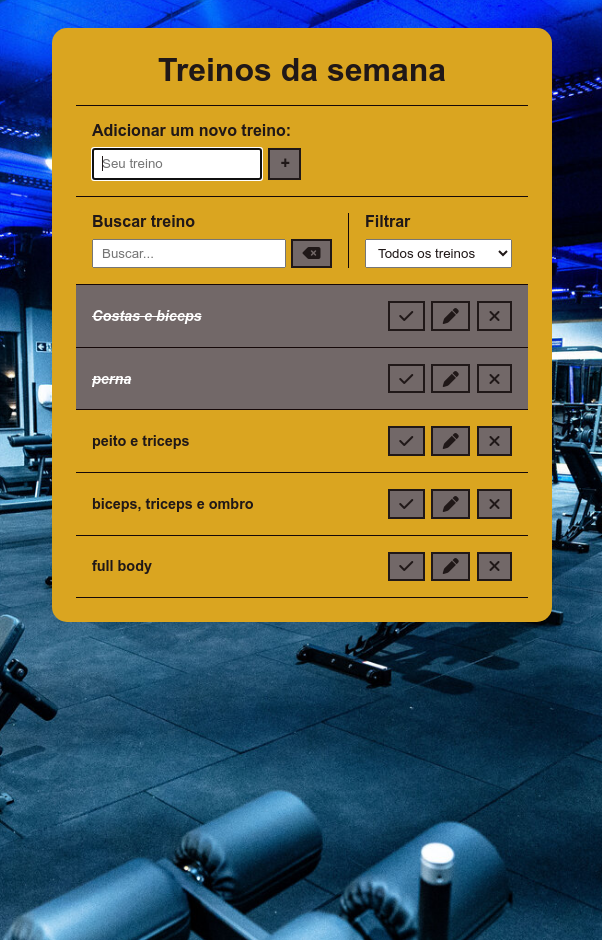 Treinos da semana
Adicionar um novo treino:
Seu treino
+
Buscar treino
Filtrar
Buscar...
Todos os treinos
Costas e biceps
perna
peito e triceps
biceps, triceps e ombro
full body